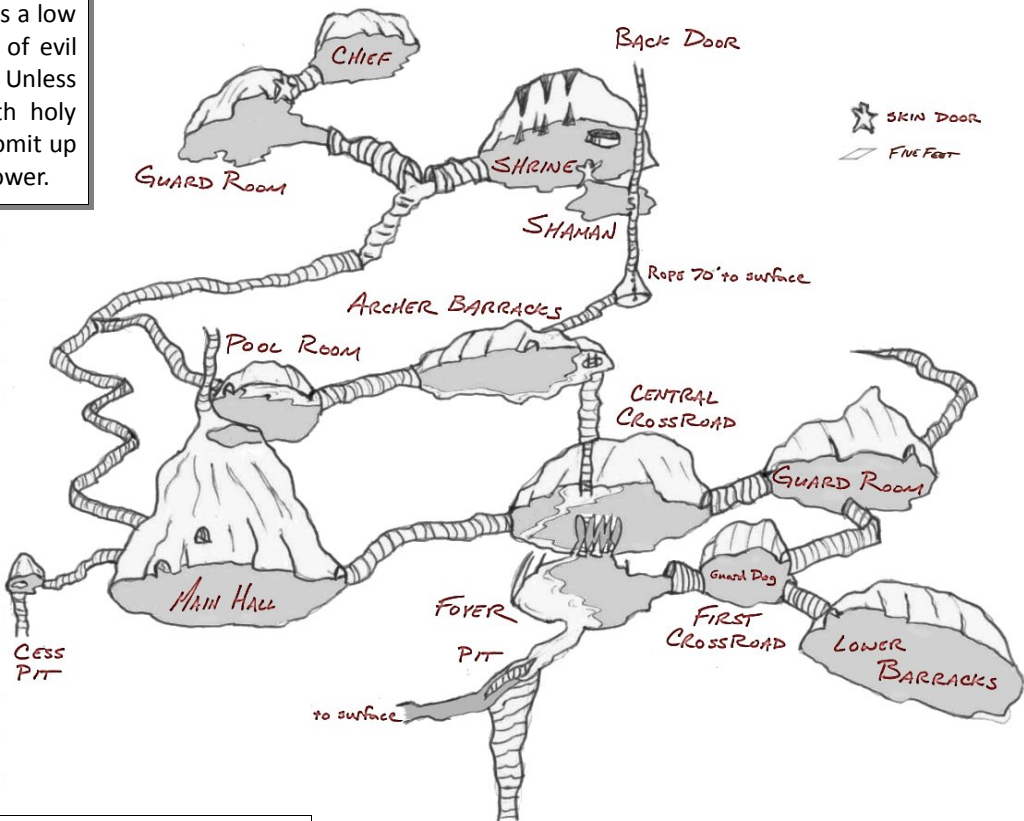 s a low
of evil
Unless
th holy
omit up
ower.
CHIEF
BACK DOOR
SKIN DOOR
FIVE FEET
GUARD ROOM
SHRINE
SHAMAN
S
ROPE 70' to surface
ARCHER BARRACKS
POOL ROOM
CENTRAL
CROSSROAD
GUARD ROOM
Guard Dog
MAIN HALL
FOYER
FIRST
CROSSROAD
LOWER
BARRACKS
CESS
PIT
PIT
to surface